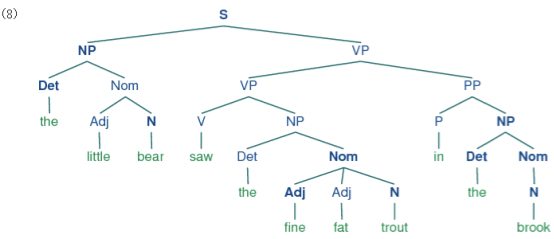 (8) S
NP VP
Det Nom VP PP
the Adj N V NP P NP
little bear saw Det Nom in Det Nom
the Adj Adj N the N
fine fat trout brook